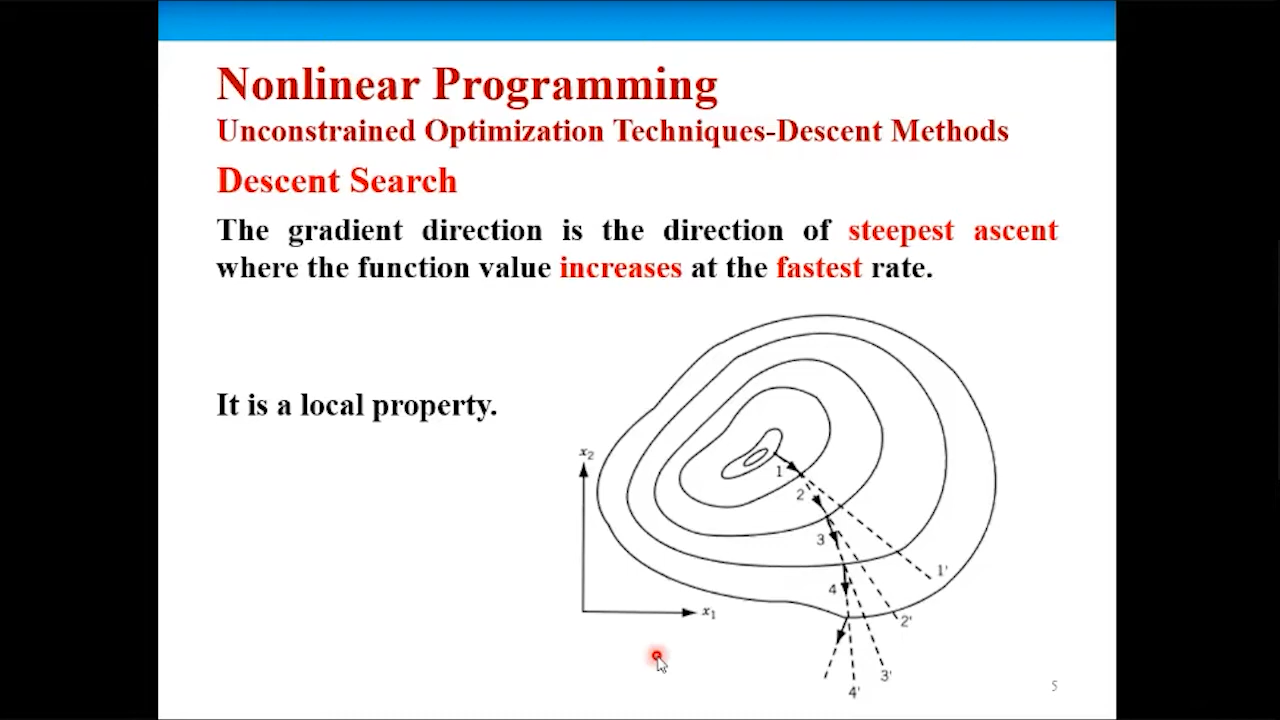 Nonlinear Programming
Unconstrained Optimization Techniques-Descent Methods
Descent Search
The gradient direction is the direction of steepest ascent
where the function value increases at the fastest rate.
It is a local property.
x₂
1
2
3
1'
4
x₁
2'
3'
4'
5